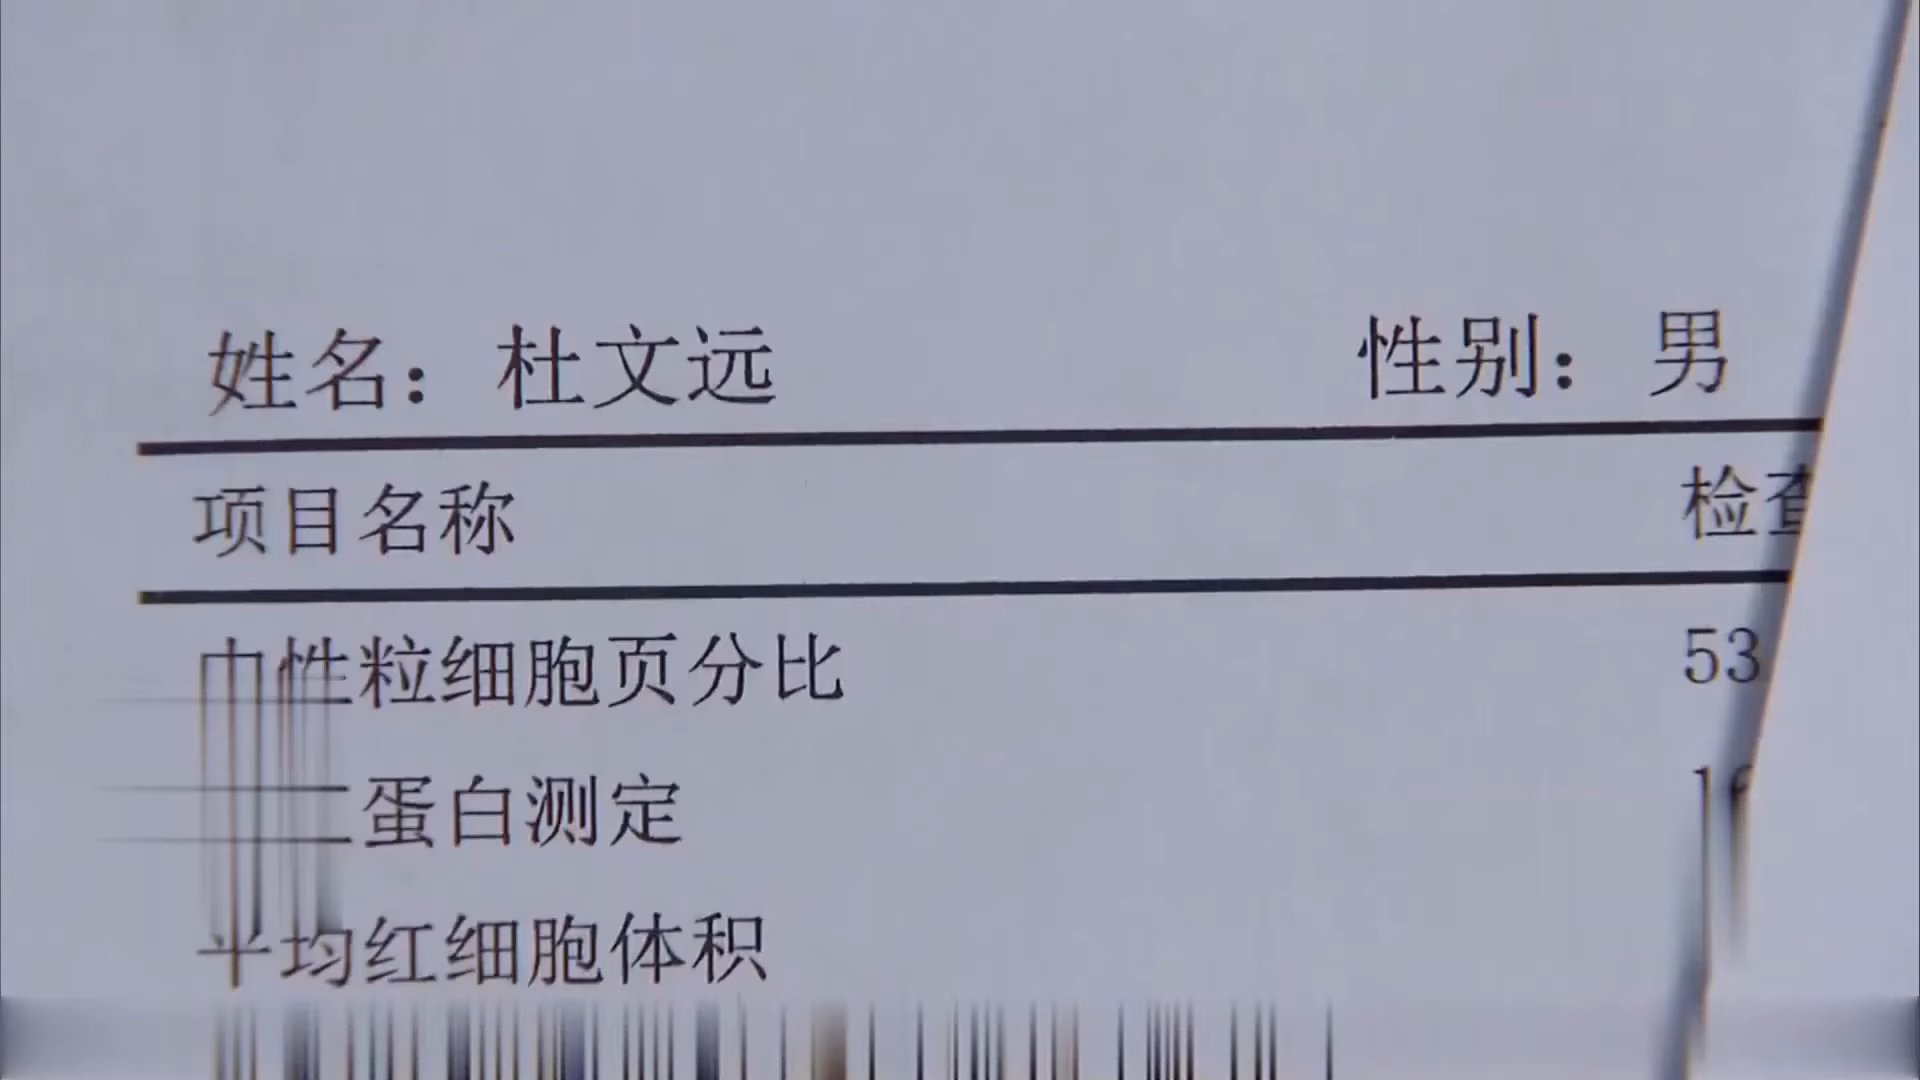 姓名：杜文远 性别：男
项目名称 检查
中性粒细胞页分比 53
蛋白测定
平均红细胞体积